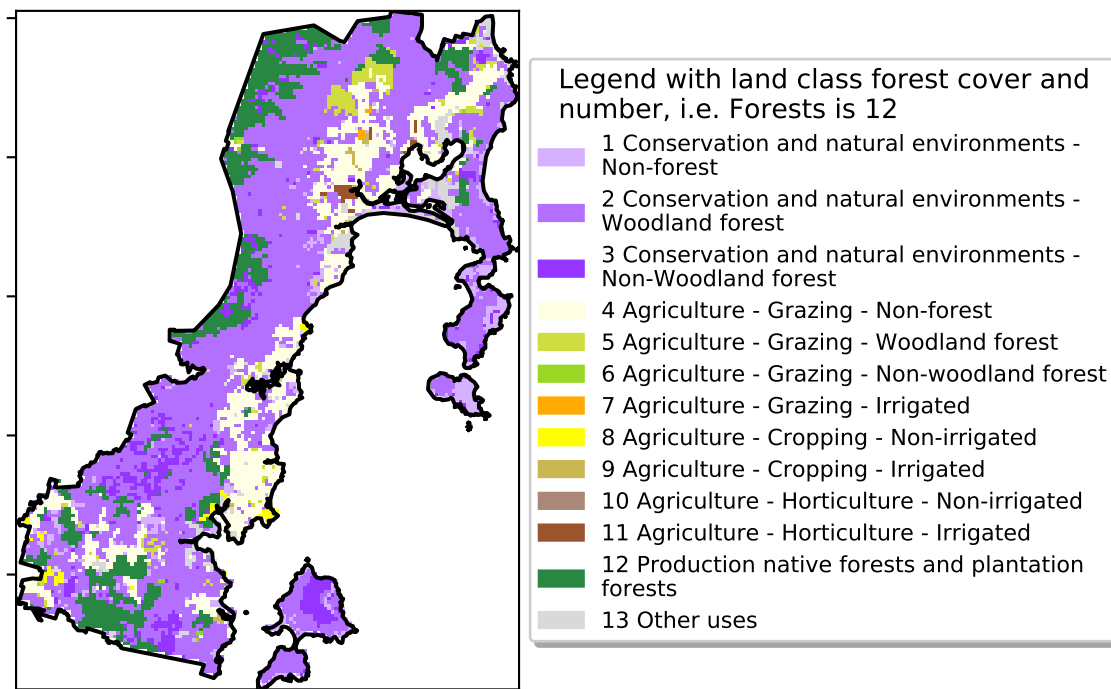 Legend with land class forest cover and
number, i.e. Forests is 12
1 Conservation and natural environments -
Non-forest
2 Conservation and natural environments -
Woodland forest
3 Conservation and natural environments -
Non-Woodland forest
4 Agriculture - Grazing - Non-forest
5 Agriculture - Grazing - Woodland forest
6 Agriculture - Grazing - Non-woodland forest
7 Agriculture - Grazing - Irrigated
8 Agriculture - Cropping - Non-irrigated
9 Agriculture - Cropping - Irrigated
10 Agriculture - Horticulture - Non-irrigated
11 Agriculture - Horticulture - Irrigated
12 Production native forests and plantation
forests
13 Other uses